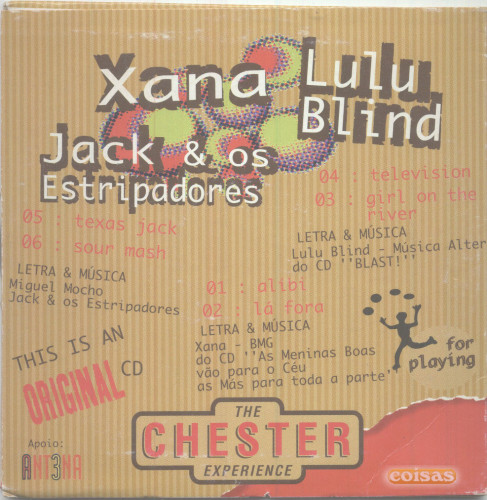 Xana
Lulu
Blind
Jack & os
Estripadores
04 : television
03 : girl on the
river
05 : texas jack
06 : sour mash
LETRA & MÚSICA
Lulu Blind - Música Alter
do CD ''BLAST!''
LETRA & MÚSICA
Miguel Mocho
Jack & os Estripadores
01 : alibi
02 : lá fora
LETRA & MÚSICA
Xana - BMG
do CD ''As Meninas Boas
vão para o Céu
as Más para toda a parte''
for
playing
THIS IS AN
ORIGINAL CD
THE
CHESTER
EXPERIENCE
Apoio:
ANT3NA
coisas